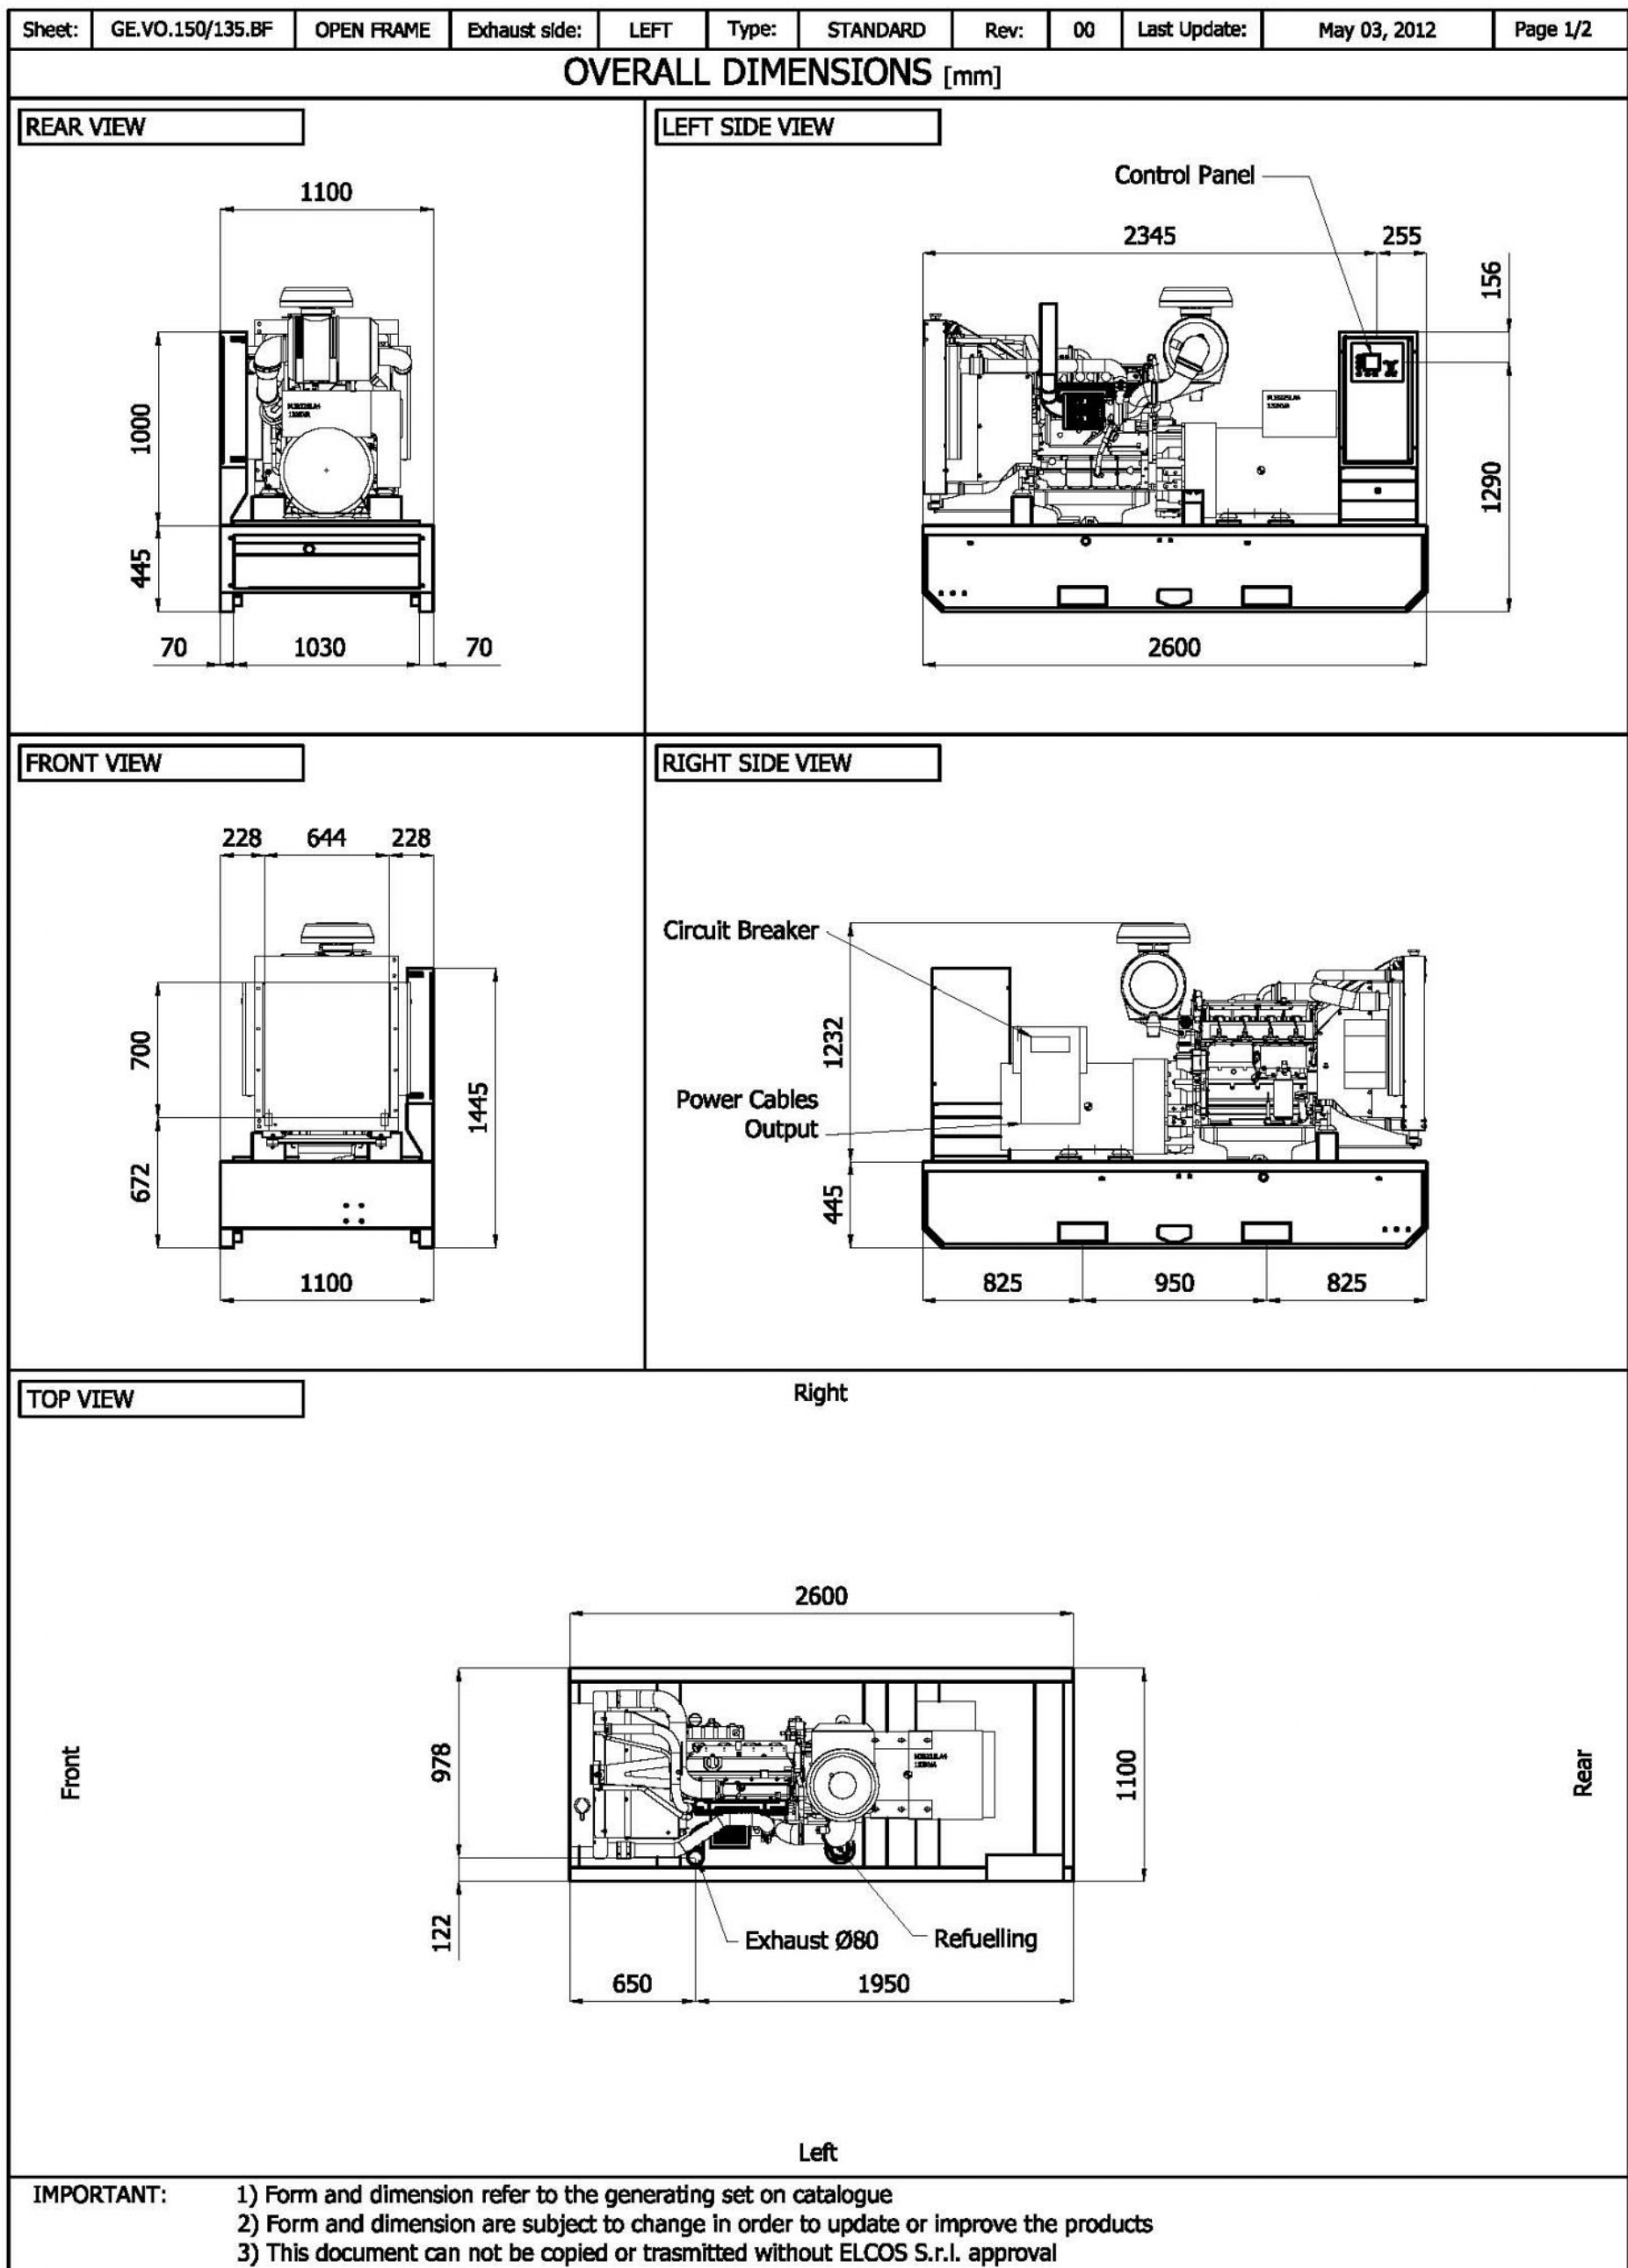 Sheet: GE.VO.150/135.BF OPEN FRAME Exhaust side: LEFT Type: STANDARD Rev: 00 Last Update: May 03, 2012 Page 1/2
OVERALL DIMENSIONS [mm]
REAR VIEW
1100
1000
445
70 1030 70
LEFT SIDE VIEW
Control Panel
2345 255
156
1290
2600
FRONT VIEW
228 644 228
700
672
1445
1100
RIGHT SIDE VIEW
Circuit Breaker
1232
Power Cables
Output
445
825 950 825
TOP VIEW
Right
2600
Front
978
1100
Rear
122
Exhaust Ø80
Refuelling
650 1950
Left
IMPORTANT: 1) Form and dimension refer to the generating set on catalogue
2) Form and dimension are subject to change in order to update or improve the products
3) This document can not be copied or trasmitted without ELCOS S.r.l. approval